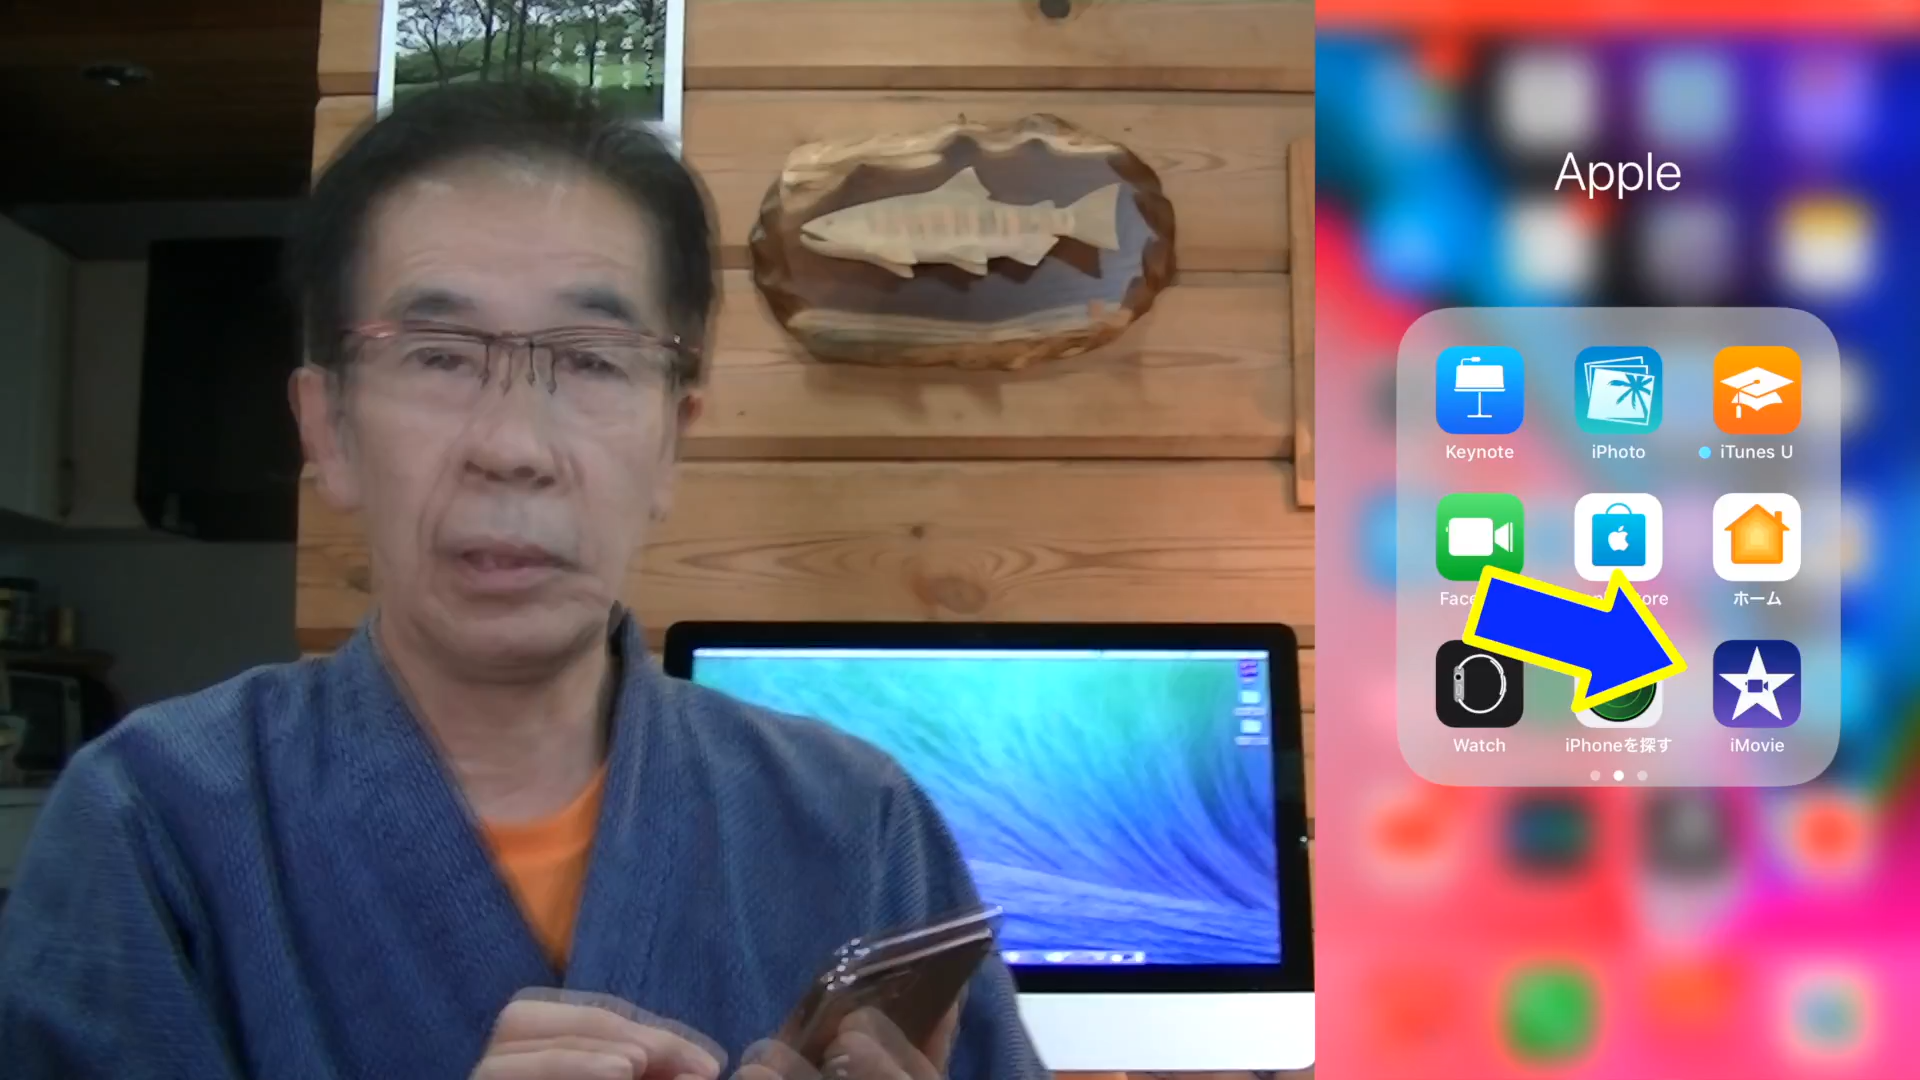 Apple
Keynote
iPhoto
iTunes U
ホーム
Watch
iPhoneを探す
iMovie